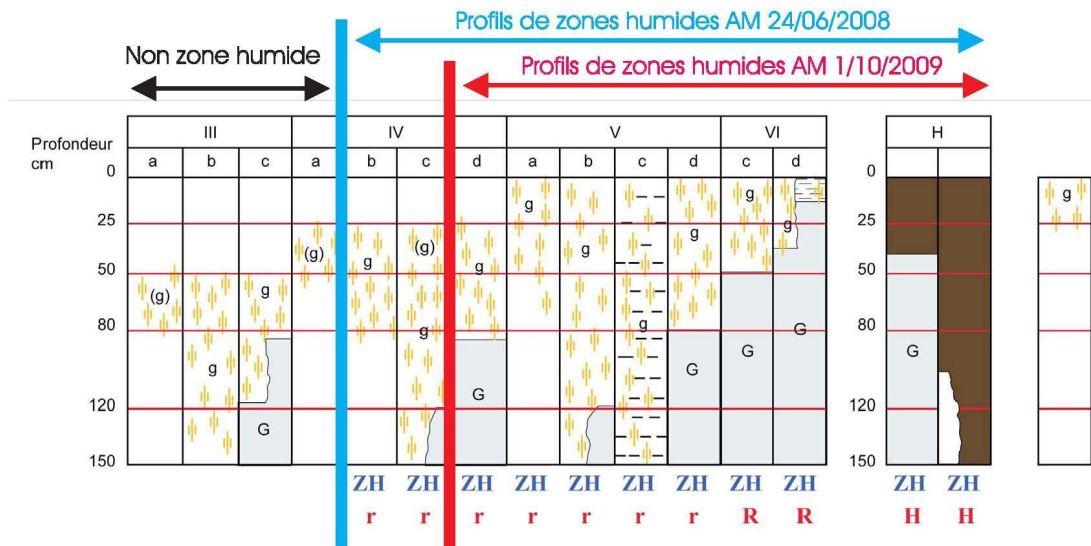 Profils de zones humides AM 24/06/2008
Non zone humide
Profils de zones humides AM 1/10/2009
Profondeur
cm
III IV V VI H
a b c a b c d a b c d c d
0 0
25 25
50 50
80 80
120 120
150 150
(g) g g (g) g (g) g g g g g g g g
g g
G G G G G G
ZH ZH ZH ZH ZH ZH ZH ZH ZH ZH ZH
r r r r r r r R R H H